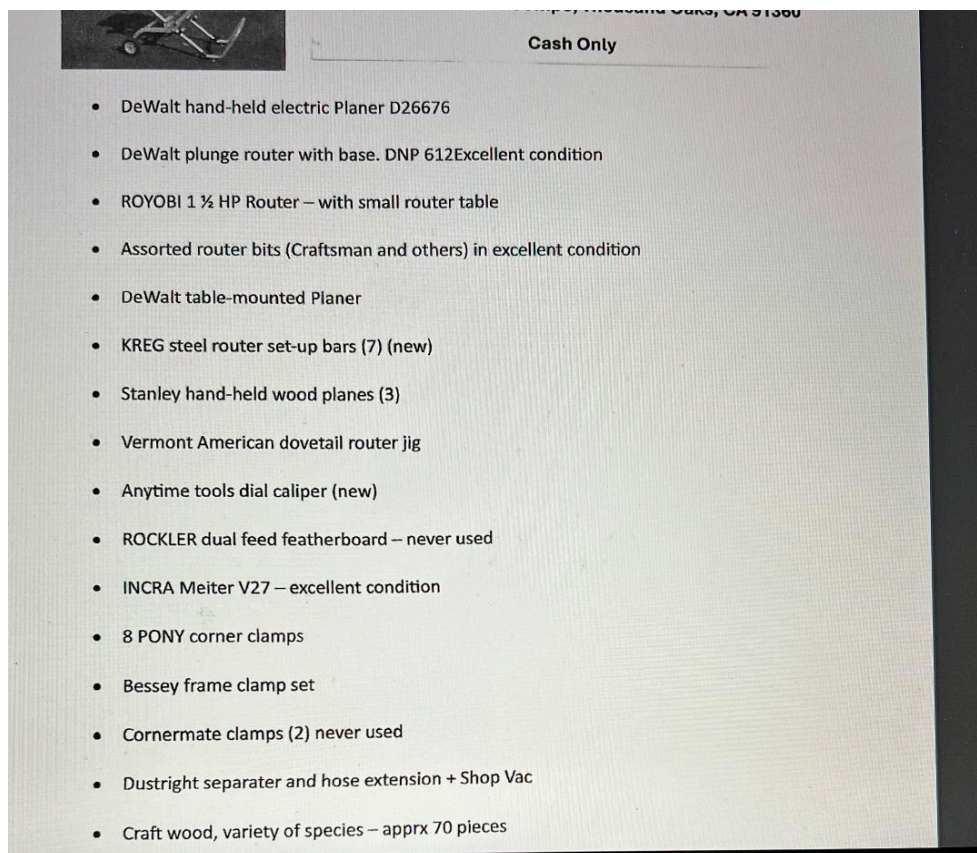 Oaks, CA 91360
Cash Only
• DeWalt hand-held electric Planer D26676
• DeWalt plunge router with base. DNP 612Excellent condition
• ROYOBI 1 ½ HP Router – with small router table
• Assorted router bits (Craftsman and others) in excellent condition
• DeWalt table-mounted Planer
• KREG steel router set-up bars (7) (new)
• Stanley hand-held wood planes (3)
• Vermont American dovetail router jig
• Anytime tools dial caliper (new)
• ROCKLER dual feed featherboard – never used
• INCRA Meiter V27 – excellent condition
• 8 PONY corner clamps
• Bessey frame clamp set
• Cornermate clamps (2) never used
• Dustright separater and hose extension + Shop Vac
• Craft wood, variety of species – apprx 70 pieces